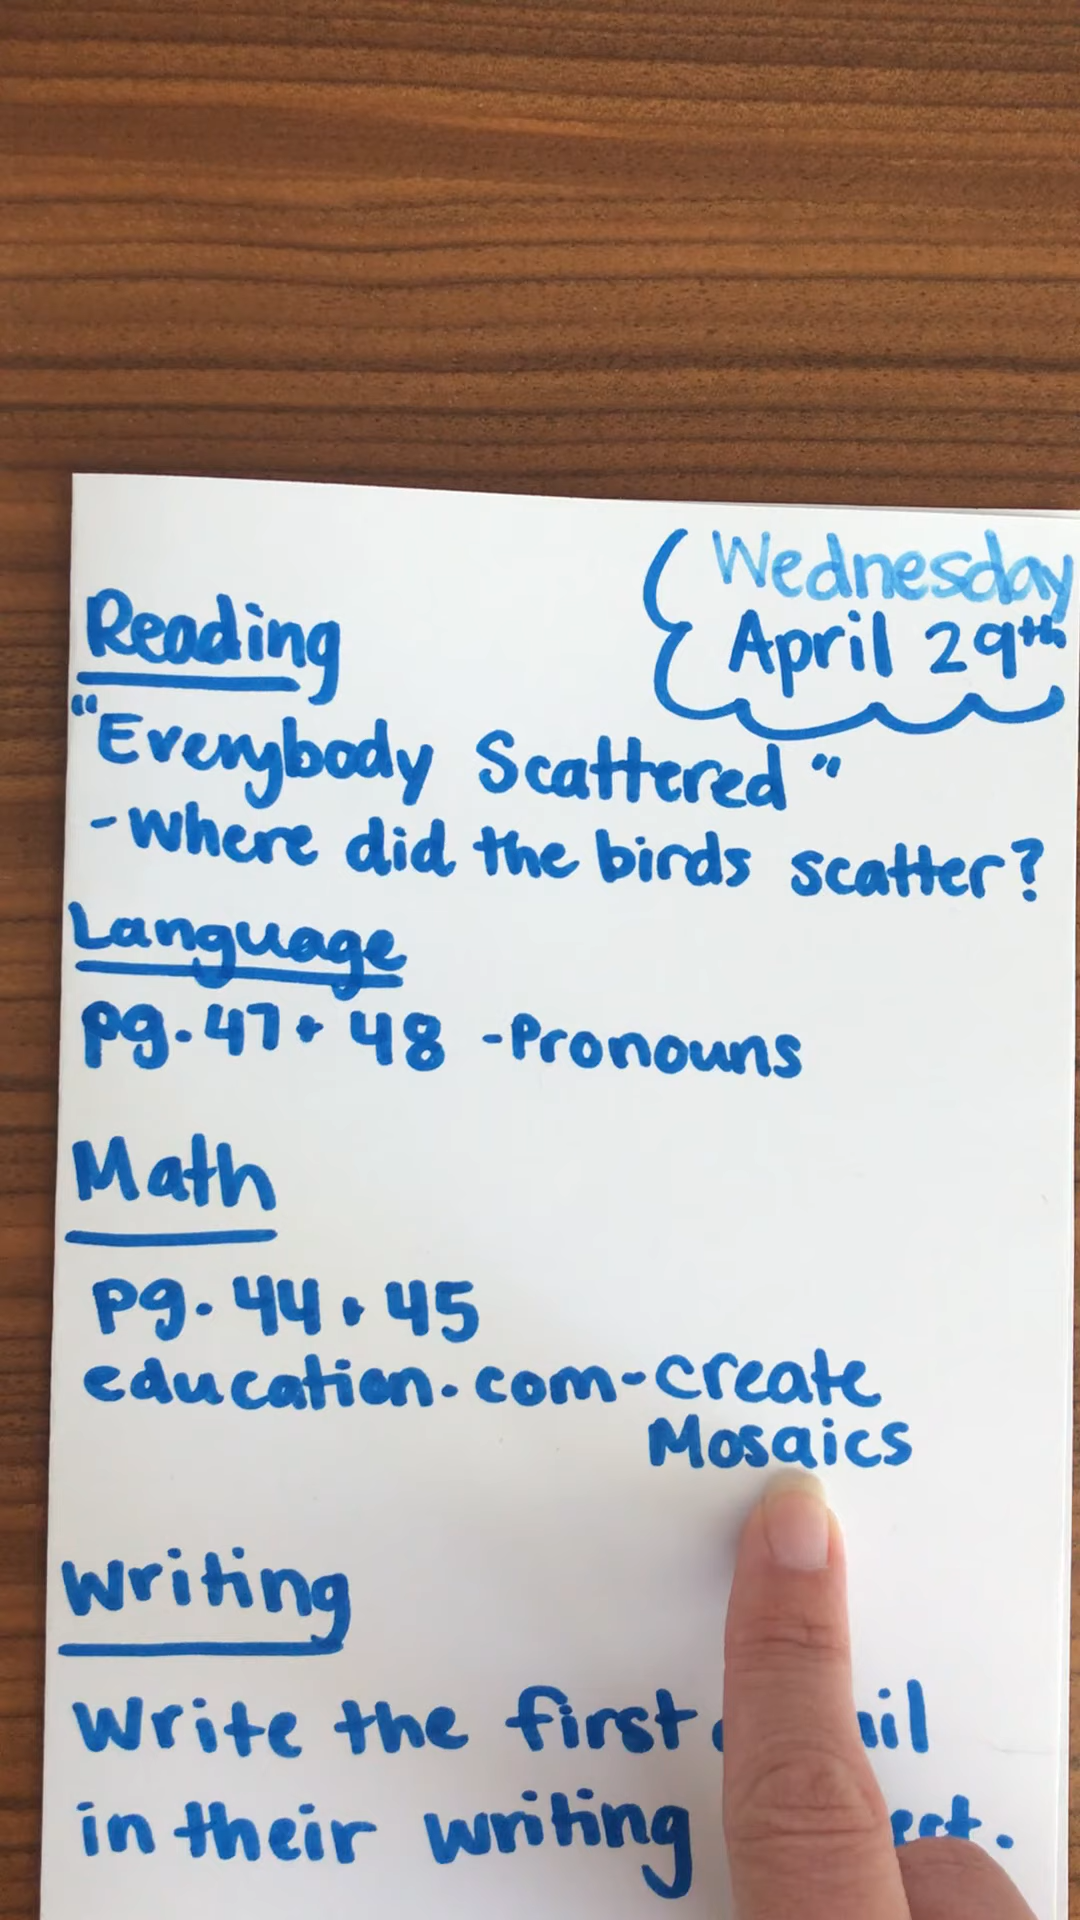 Wednesday
April 29th
Reading
"Everybody Scattered"
-Where did the birds scatter?
Language
pg. 47 + 48 -Pronouns
Math
pg. 44 + 45
education.com-create
Mosaics
Writing
Write the first
in their writing